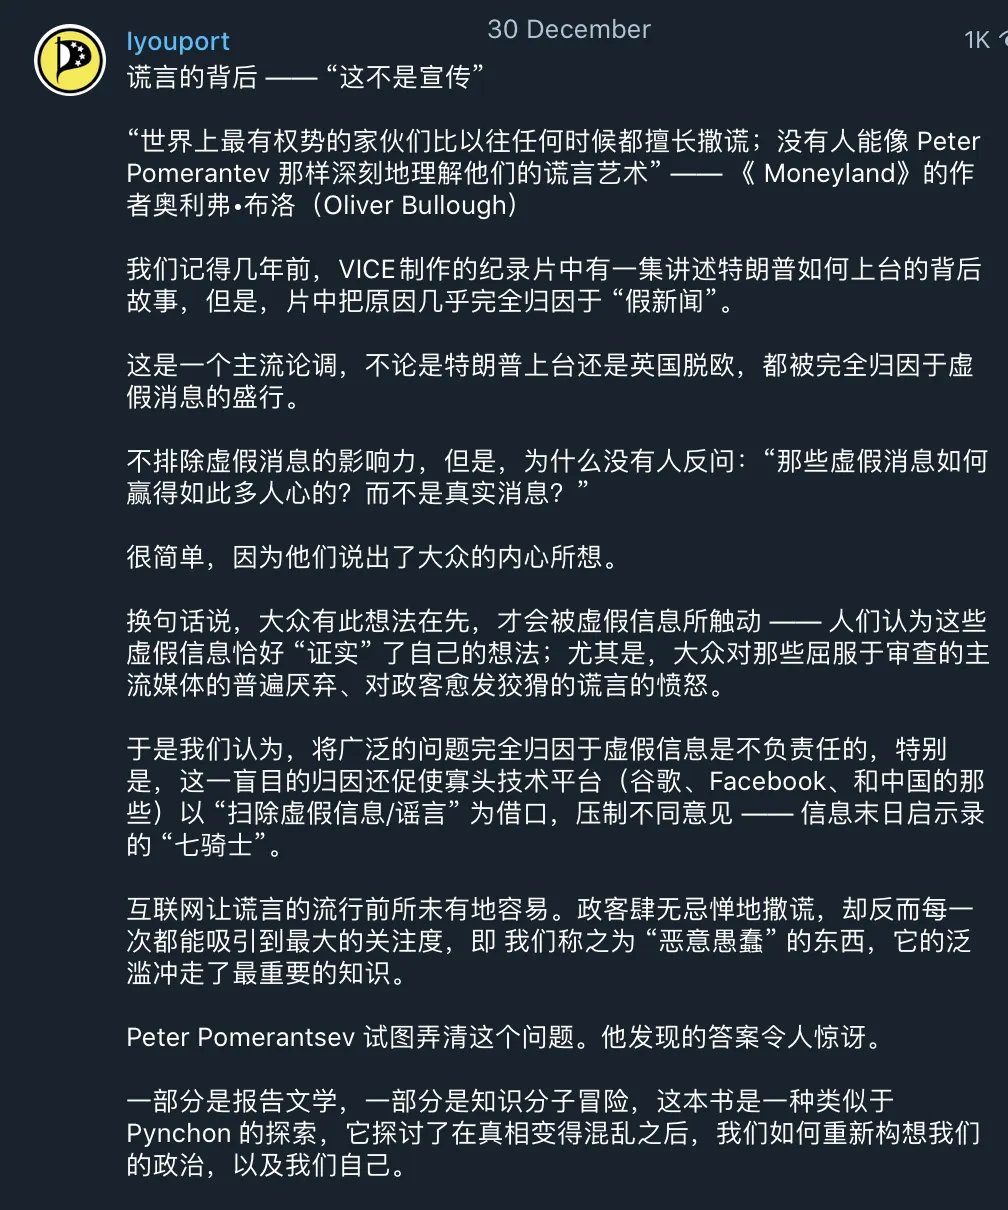 30 December
Iyouport
1K
谎言的背后 —— “这不是宣传”
“世界上最有权势的家伙们比以往任何时候都擅长撒谎；没有人能像 Peter
Pomerantev 那样深刻地理解他们的谎言艺术” —— 《 Moneyland》的作
者奥利弗•布洛（Oliver Bullough）
我们记得几年前，VICE制作的纪录片中有一集讲述特朗普如何上台的背后
故事，但是，片中把原因几乎完全归因于 “假新闻”。
这是一个主流论调，不论是特朗普上台还是英国脱欧，都被完全归因于虚
假消息的盛行。
不排除虚假消息的影响力，但是，为什么没有人反问：“那些虚假消息如何
赢得如此多人心的？而不是真实消息？”
很简单，因为他们说出了大众的内心所想。
换句话说，大众有此想法在先，才会被虚假信息所触动 —— 人们认为这些
虚假信息恰好 “证实” 了自己的想法；尤其是，大众对那些屈服于审查的主
流媒体的普遍厌弃、对政客愈发狡猾的谎言的愤怒。
于是我们认为，将广泛的问题完全归因于虚假信息是不负责任的，特别
是，这一盲目的归因还促使寡头技术平台（谷歌、Facebook、和中国的那
些）以 “扫除虚假信息/谣言” 为借口，压制不同意见 —— 信息末日启示录
的 “七骑士”。
互联网让谎言的流行前所未有地容易。政客肆无忌惮地撒谎，却反而每一
次都能吸引到最大的关注度，即 我们称之为 “恶意愚蠢” 的东西，它的泛
滥冲走了最重要的知识。
Peter Pomerantsev 试图弄清这个问题。他发现的答案令人惊讶。
一部分是报告文学，一部分是知识分子冒险，这本书是一种类似于
Pynchon 的探索，它探讨了在真相变得混乱之后，我们如何重新构想我们
的政治，以及我们自己。